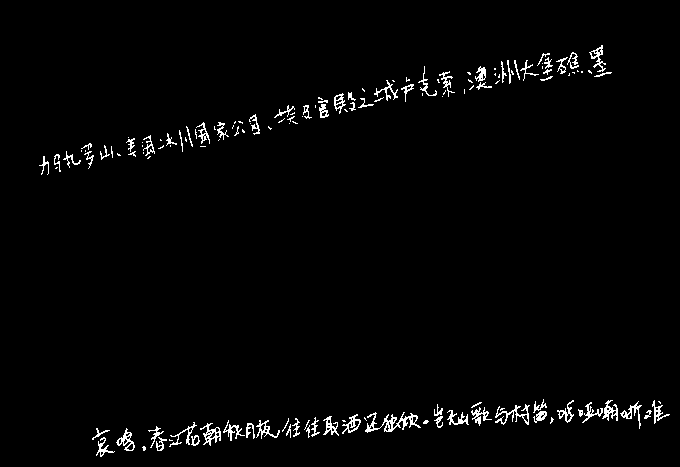 力马扎罗山、美国冰川国家公园、埃及宫殿之城卢克索,澳洲大堡礁、墨
哀鸣,春江花朝秋月夜,往往取酒还独倾。岂无山歌与村笛,呕哑嘲哳难